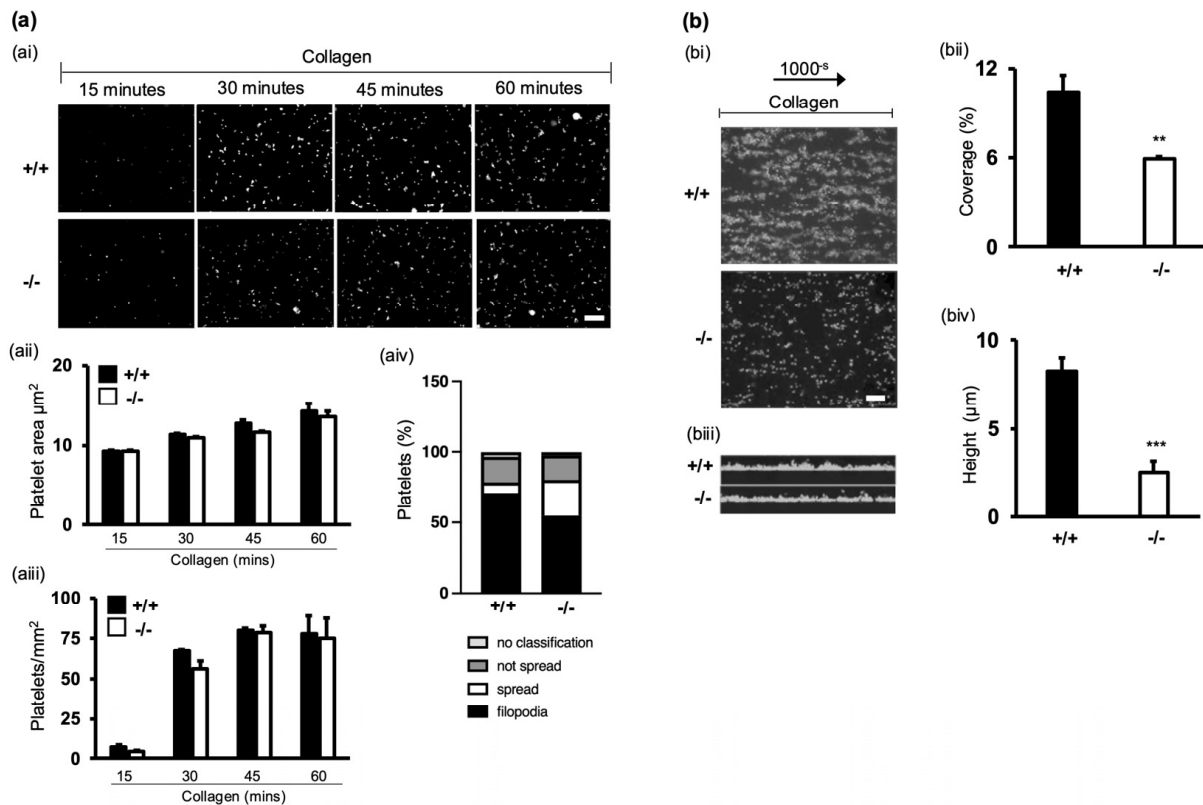 (a)
(ai)
Collagen
15 minutes 30 minutes 45 minutes 60 minutes
+/+
-/-
(aii)
20
10
0
Platelet area µm²
+/+
-/-
15 30 45 60
Collagen (mins)
(aiii)
100
75
50
25
0
Platelets/mm²
+/+
-/-
15 30 45 60
Collagen (mins)
(aiv)
150
100
50
0
Platelets (%)
+/+ -/-
no classification
not spread
spread
filopodia
(b)
(bi)
1000⁻ˢ
Collagen
+/+
-/-
(bii)
12
6
0
Coverage (%)
**
+/+ -/-
(biii)
+/+
-/-
(biv)
10
5
0
Height (µm)
***
+/+ -/-